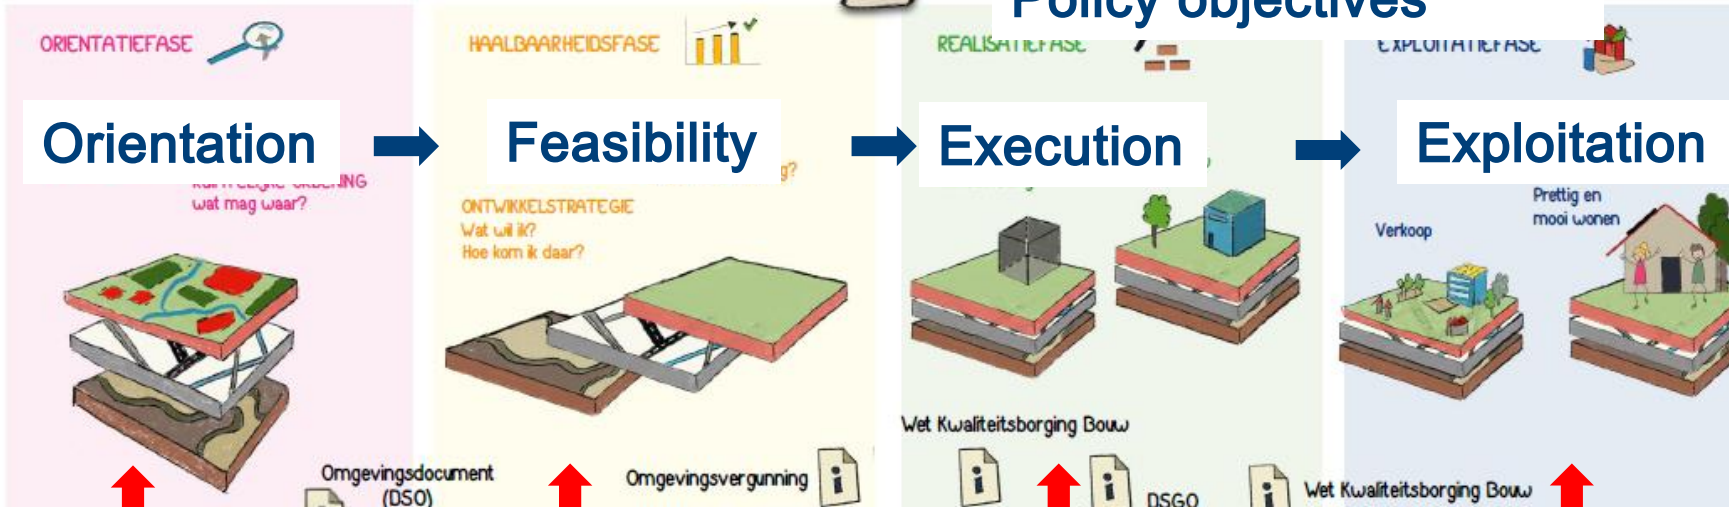 Policy objectives
ORIENTATIEFASE
HAALBAARHEIDSFASE
REALISATIEFASE
EXPLOITATIEFASE
Orientation
Feasibility
Execution
Exploitation
wat mag waar?
ONTWIKKELSTRATEGIE
Wat wil ik?
Hoe kom ik daar?
Verkoop
Prettig en
mooi wonen
Wet Kwaliteitsborging Bouw
Omgevingsdocument
(DSO)
Omgevingsvergunning
i
i
i
DSGO
i
Wet Kwaliteitsborging Bouw